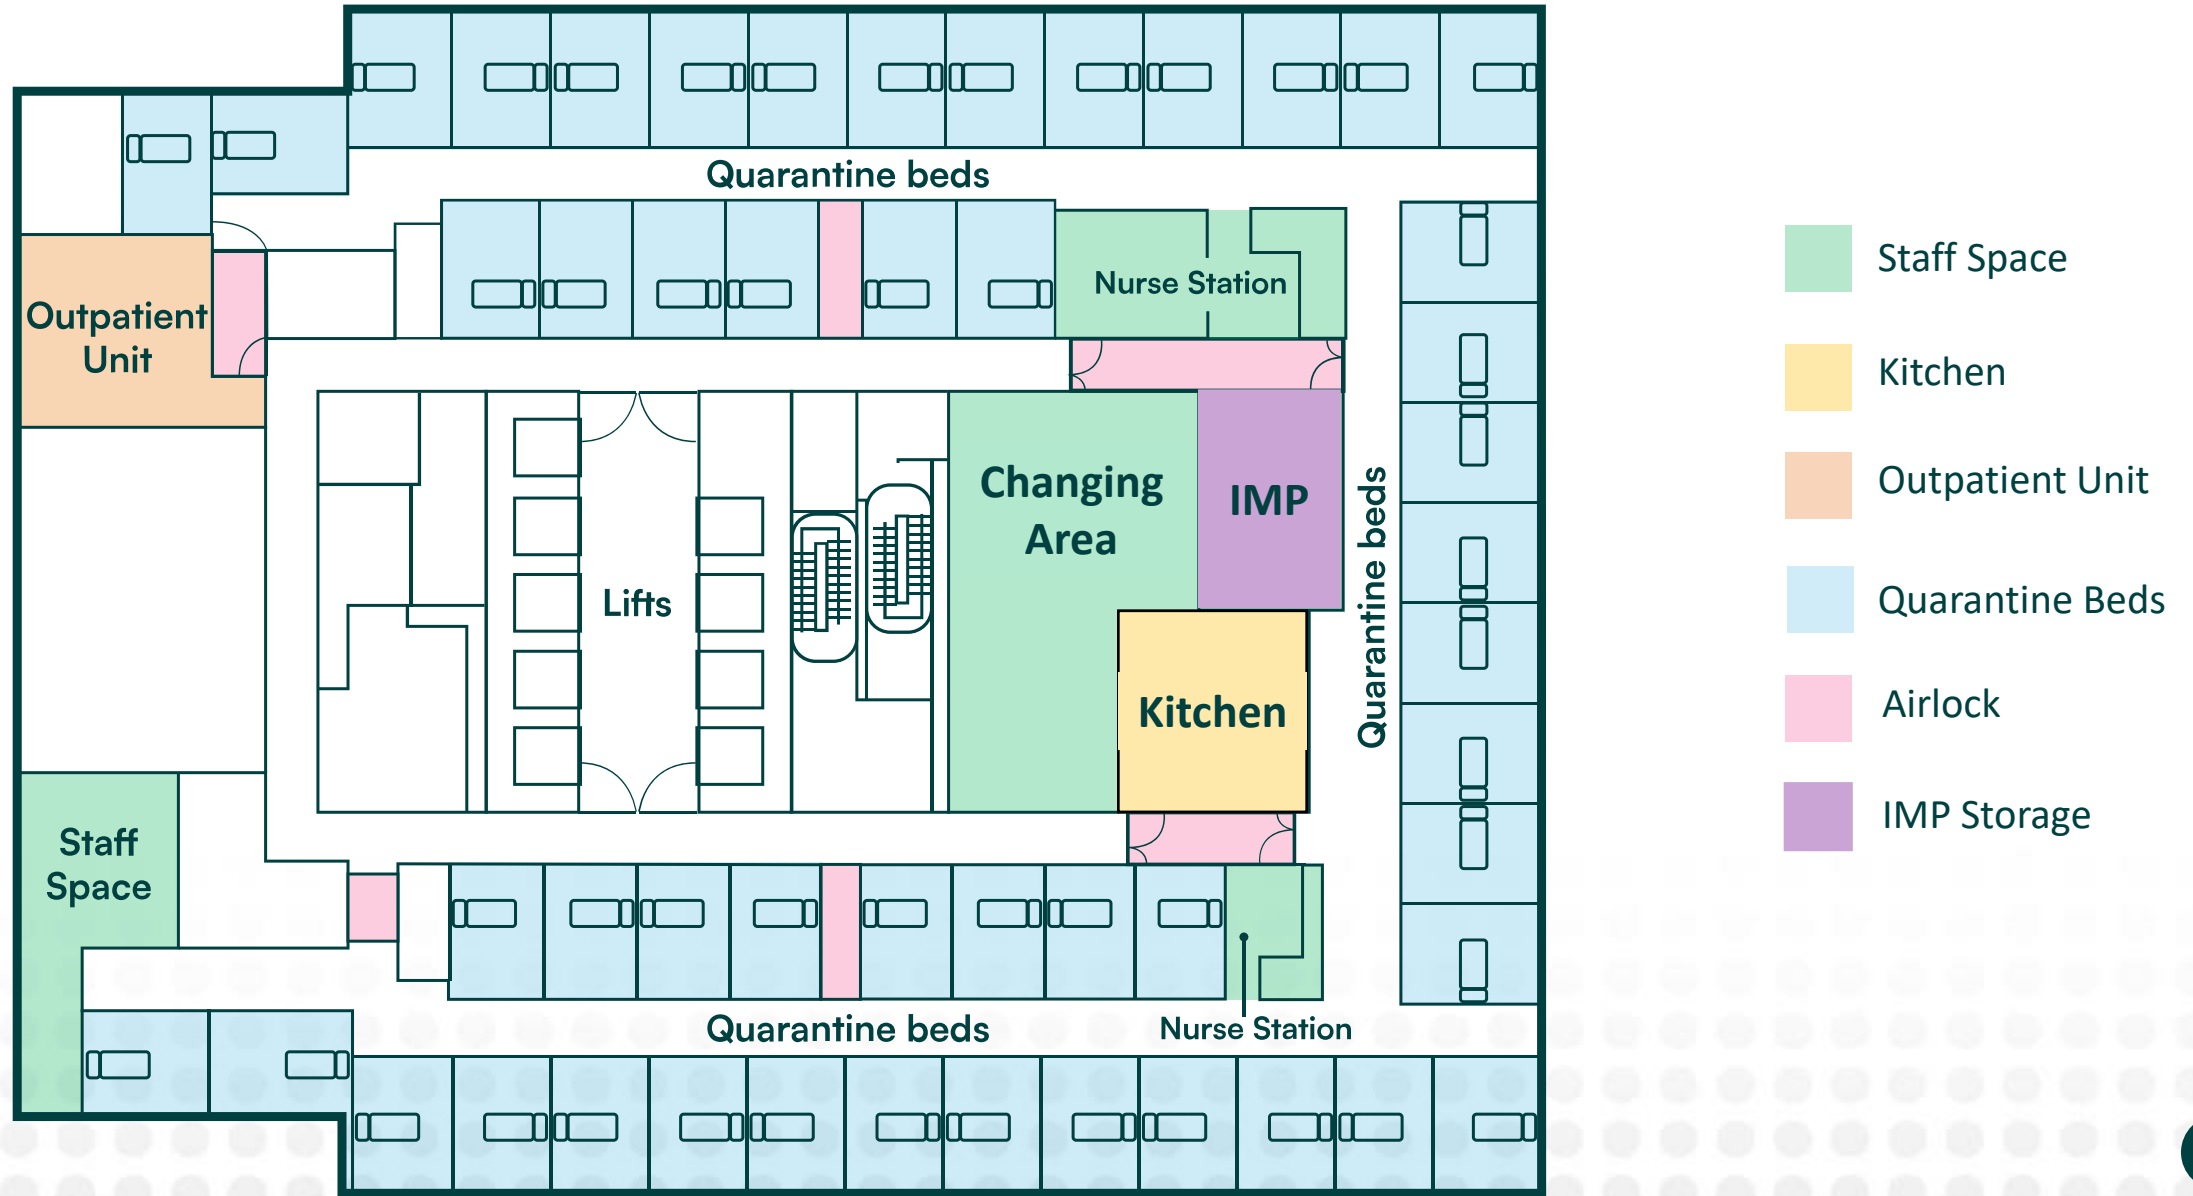 Quarantine beds
Nurse Station
Outpatient
Unit
Changing
Area
IMP
Lifts
Kitchen
Quarantine beds
Staff
Space
Quarantine beds
Nurse Station
Staff Space
Kitchen
Outpatient Unit
Quarantine Beds
Airlock
IMP Storage